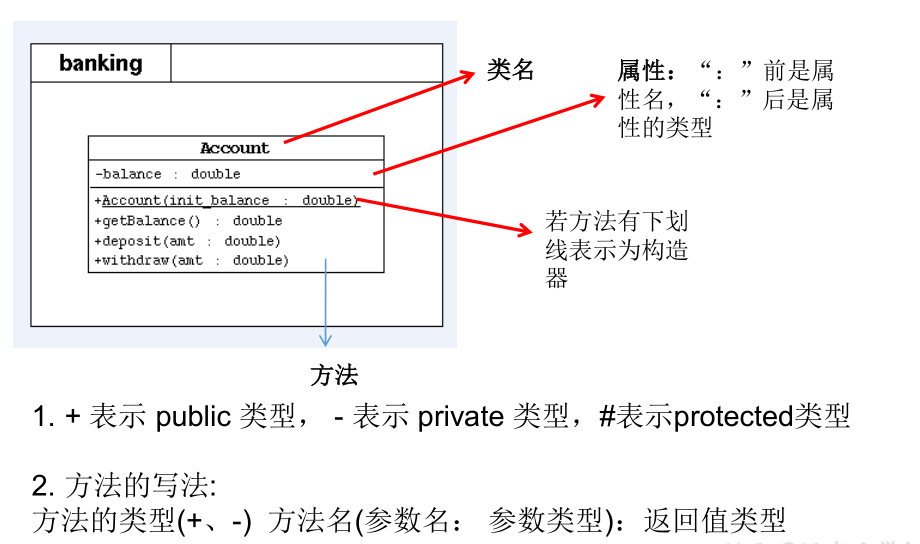 banking
类名
属性：“：”前是属
性名，“：”后是属
性的类型
Account
-balance : double
+Account(init_balance : double)
+getBalance() : double
+deposit(amt : double)
+withdraw(amt : double)
若方法有下划
线表示为构造
器
方法
1. + 表示 public 类型， - 表示 private 类型，#表示protected类型
2. 方法的写法:
方法的类型(+、-) 方法名(参数名： 参数类型)：返回值类型